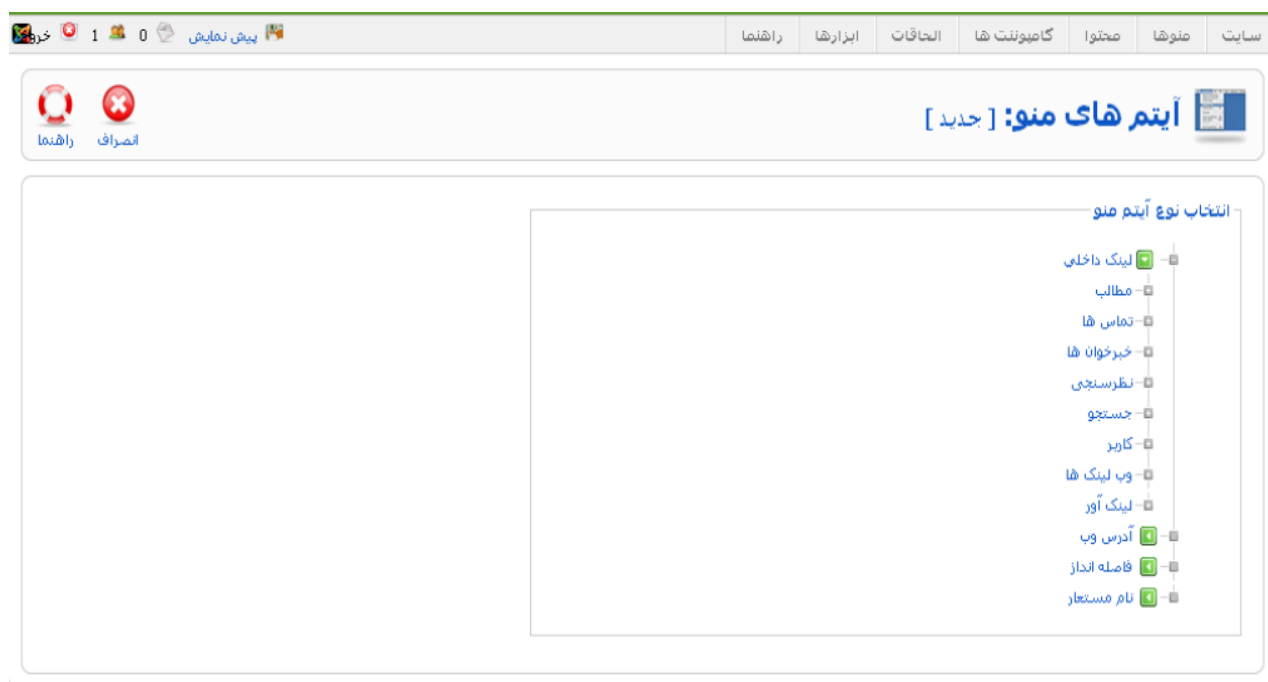 سایت منوها محتوا کامپوننت ها الحاقات ابزارها راهنما پیش نمایش 0 1 خرو
آیتم های منو: [ جدید ]
انصراف راهنما
انتخاب نوع آیتم منو
لینک داخلی
مطالب
تماس ها
خبرخوان ها
نظرسنجی
جستجو
کاربر
وب لینک ها
لینک آور
آدرس وب
فاصله انداز
نام مستعار